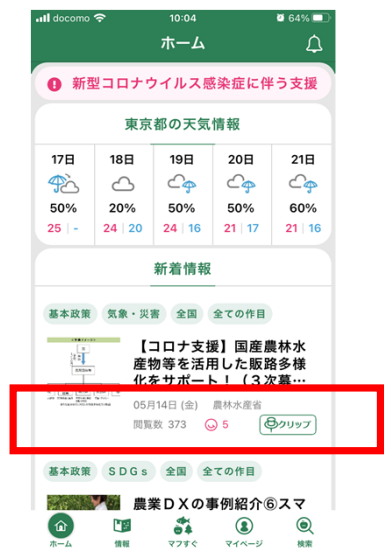 docomo 10:04 64%
ホーム
新型コロナウイルス感染症に伴う支援
東京都の天気情報
17日 18日 19日 20日 21日
50% 20% 50% 50% 60%
25 | - 24 | 20 24 | 16 21 | 17 21 | 16
新着情報
基本政策 気象・災害 全国 全ての作目
【コロナ支援】国産農林水
産物等を活用した販路多様
化をサポート！（３次募…
05月14日 (金) 農林水産省
閲覧数 373 5 クリップ
基本政策 ＳＤＧｓ 全国 全ての作目
農業ＤＸの事例紹介⑥スマ
ホーム 情報 マフすく マイページ 検索